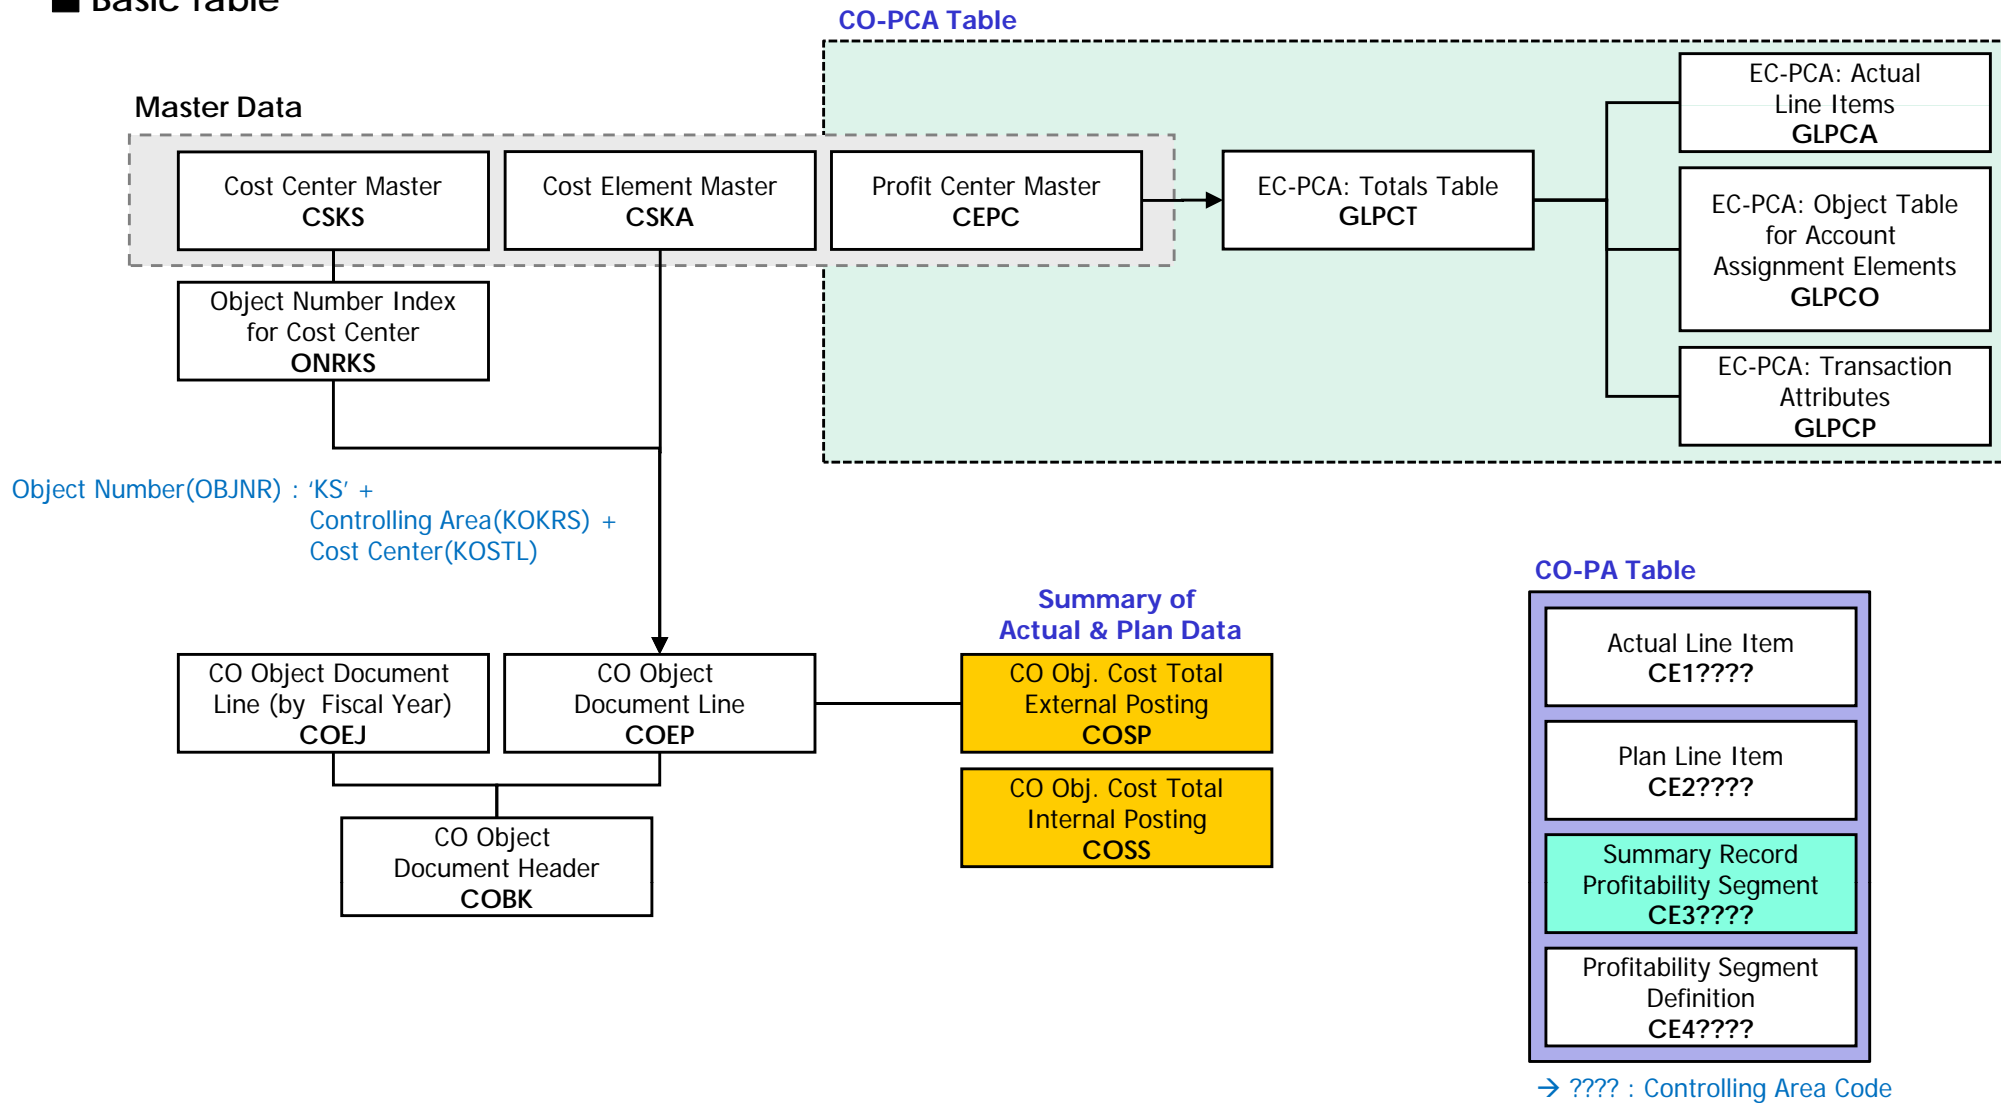 ■ Basic Table
CO-PCA Table
Master Data
Cost Center Master
CSKS
Cost Element Master
CSKA
Profit Center Master
CEPC
EC-PCA: Totals Table
GLPCT
EC-PCA: Actual
Line Items
GLPCA
EC-PCA: Object Table
for Account
Assignment Elements
GLPCO
EC-PCA: Transaction
Attributes
GLPCP
Object Number Index
for Cost Center
ONRKS
Object Number(OBJNR) : ‘KS’ +
Controlling Area(KOKRS) +
Cost Center(KOSTL)
CO Object Document
Line (by Fiscal Year)
COEJ
CO Object
Document Line
COEP
CO Object
Document Header
COBK
Summary of
Actual & Plan Data
CO Obj. Cost Total
External Posting
COSP
CO Obj. Cost Total
Internal Posting
COSS
CO-PA Table
Actual Line Item
CE1????
Plan Line Item
CE2????
Summary Record
Profitability Segment
CE3????
Profitability Segment
Definition
CE4????
→ ???? : Controlling Area Code